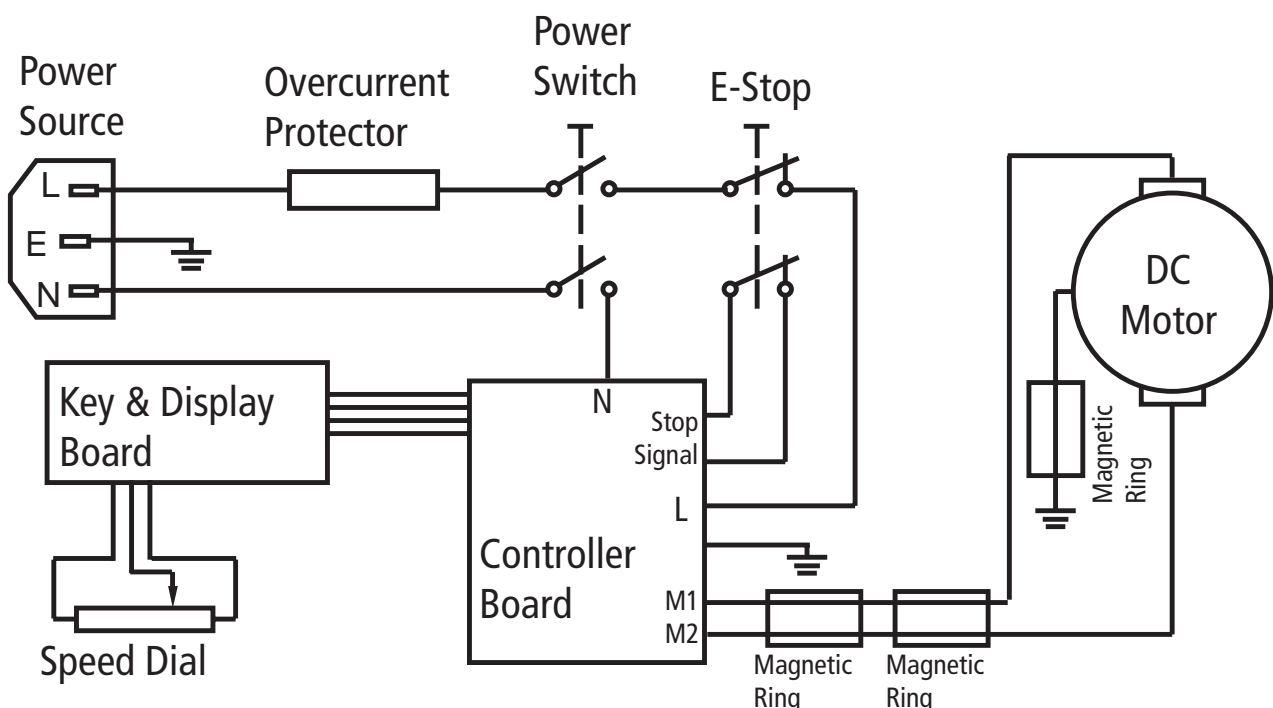 Power
Source
Overcurrent
Protector
Power
Switch
E-Stop
L
E
N
DC
Motor
Key & Display
Board
N
Stop
Signal
L
Controller
Board
M1
M2
Magnetic
Ring
Magnetic
Ring
Magnetic
Ring
Speed Dial